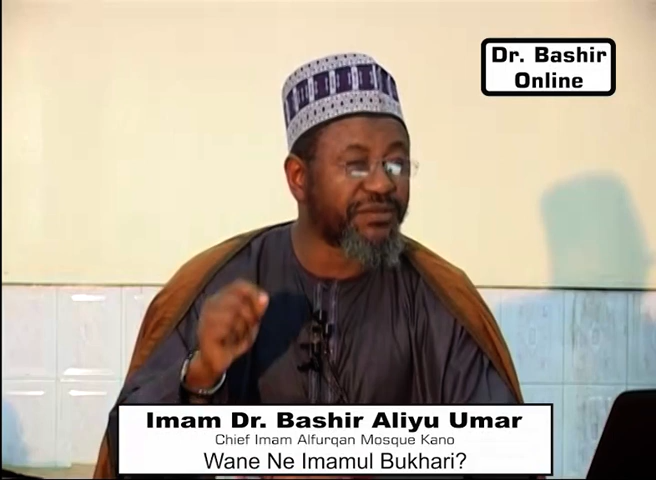 Dr. Bashir
Online
Imam Dr. Bashir Aliyu Umar
Chief Imam Alfurqan Mosque Kano
Wane Ne Imamul Bukhari?